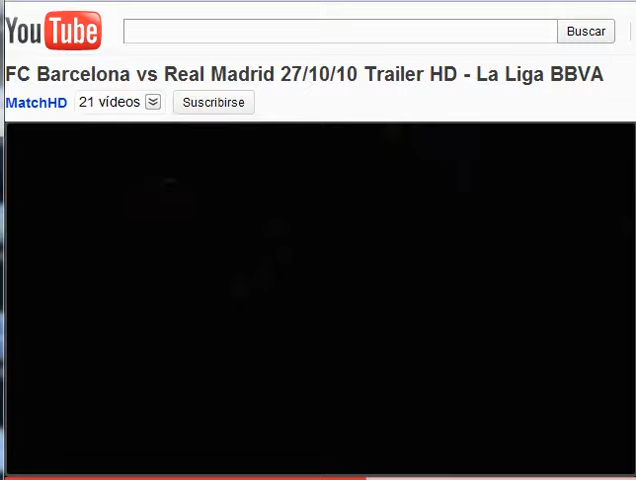 YouTube
Buscar
FC Barcelona vs Real Madrid 27/10/10 Trailer HD - La Liga BBVA
MatchHD 21 vídeos Suscribirse